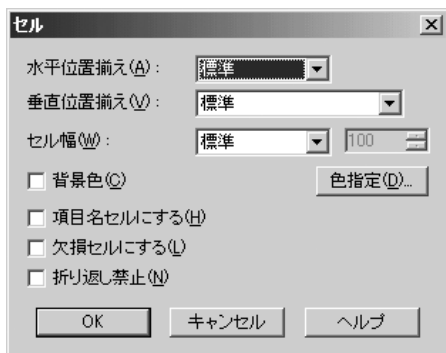 セル
水平位置揃え(A): 標準
垂直位置揃え(V): 標準
セル幅(W): 標準 100
背景色(C) 色指定(D)...
項目名セルにする(H)
欠損セルにする(L)
折り返し禁止(N)
OK キャンセル ヘルプ